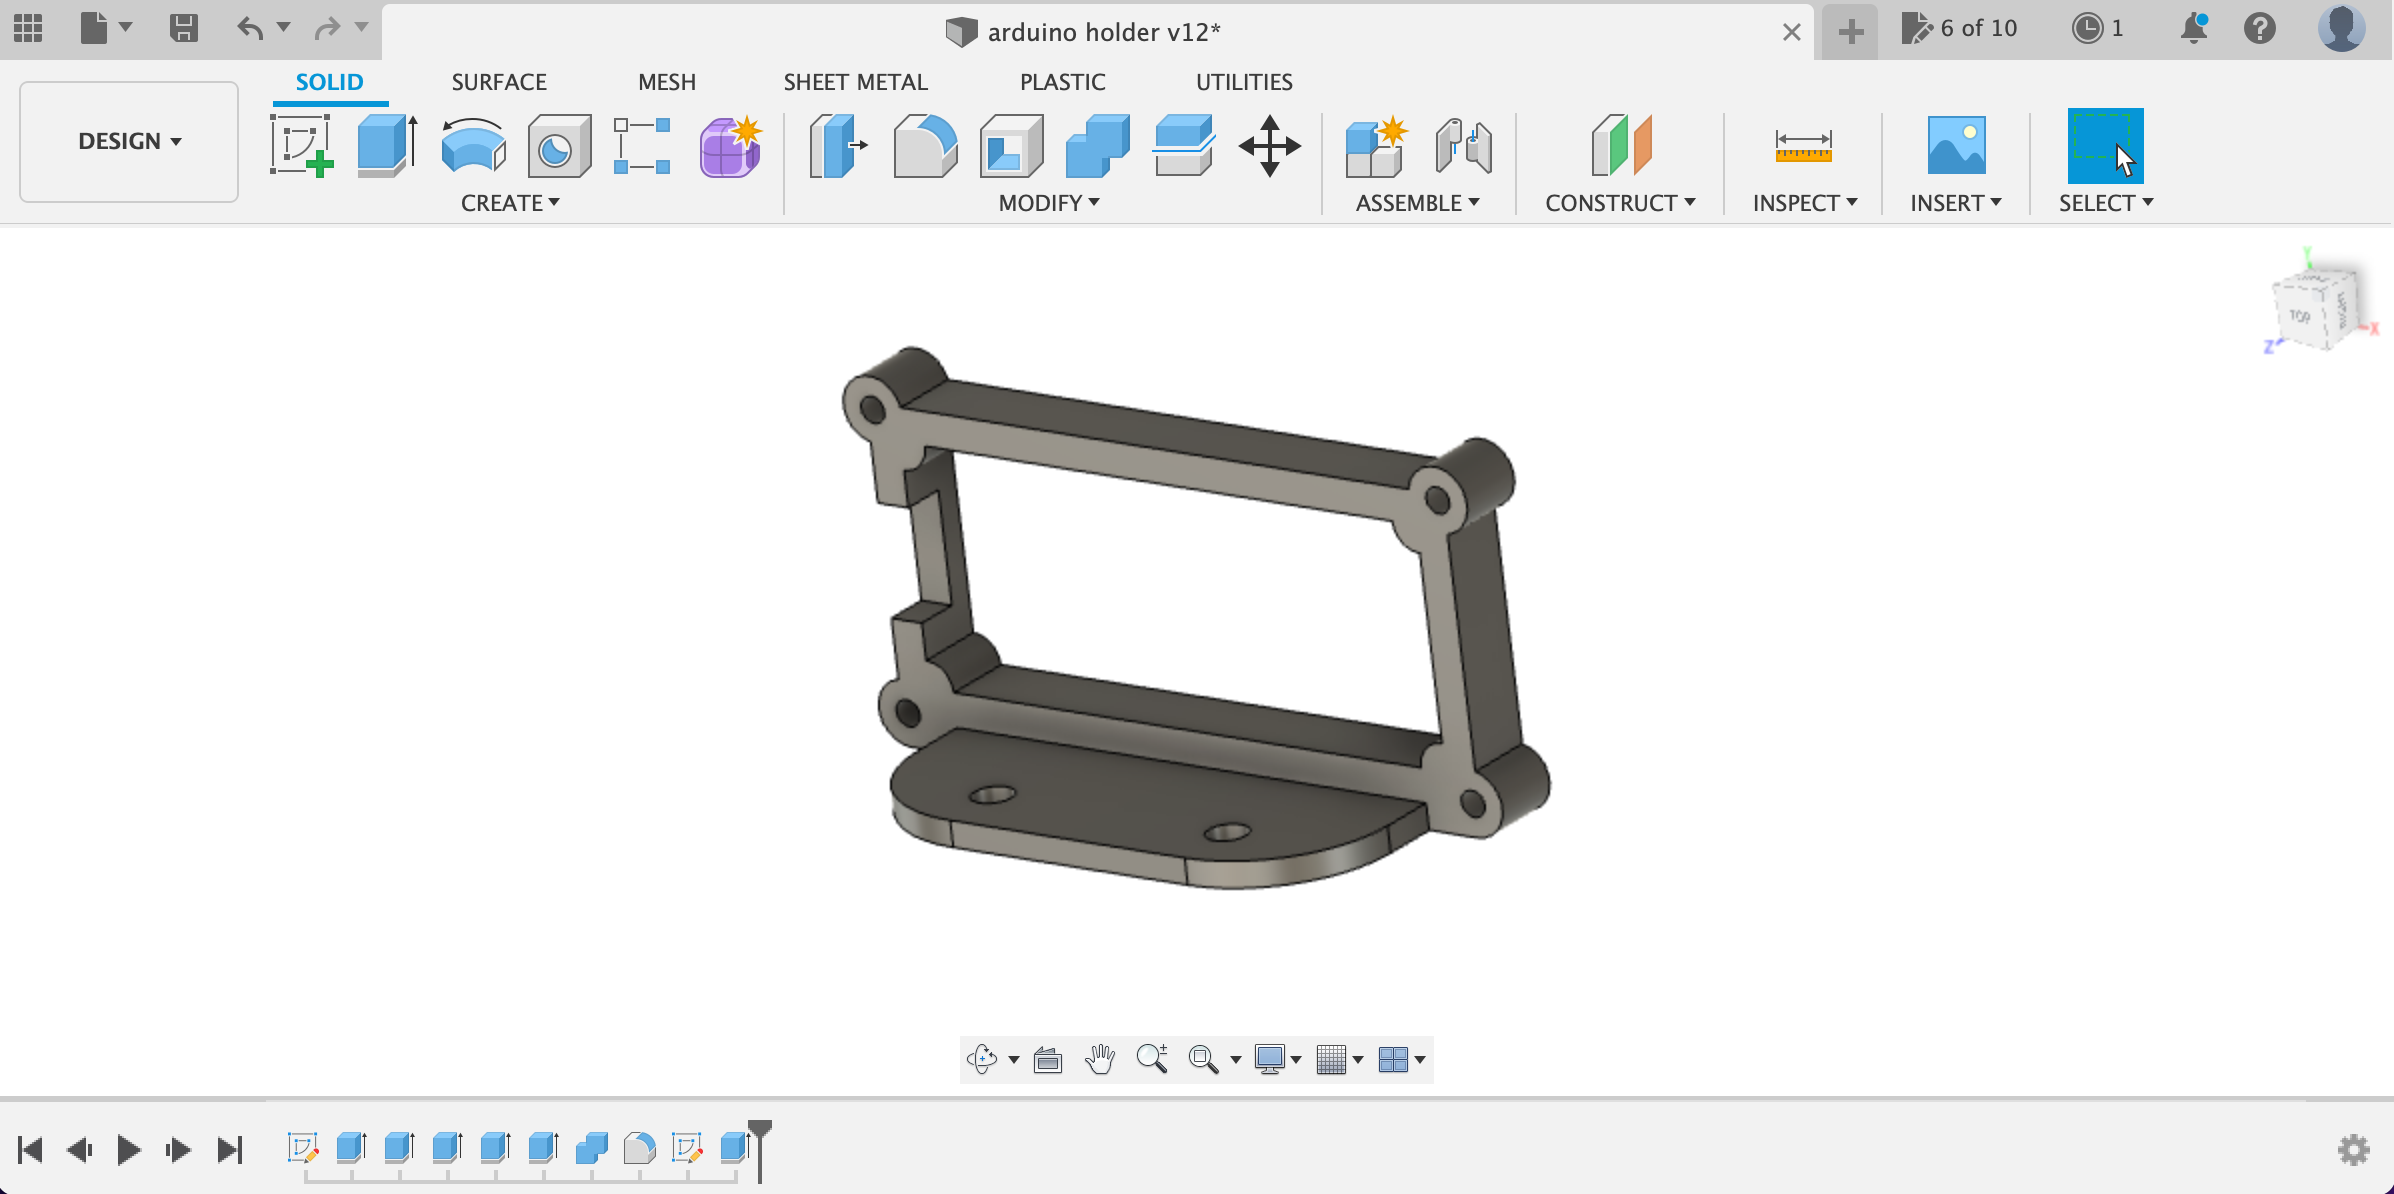 arduino holder v12*
6 of 10
1
SOLID
SURFACE
MESH
SHEET METAL
PLASTIC
UTILITIES
DESIGN
CREATE
MODIFY
ASSEMBLE
CONSTRUCT
INSPECT
INSERT
SELECT
Y
TOP
X
Z